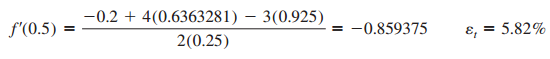 f′(0.5) = −0.2 + 4(0.6363281) − 3(0.925) / 2(0.25) = −0.859375 εt = 5.82%